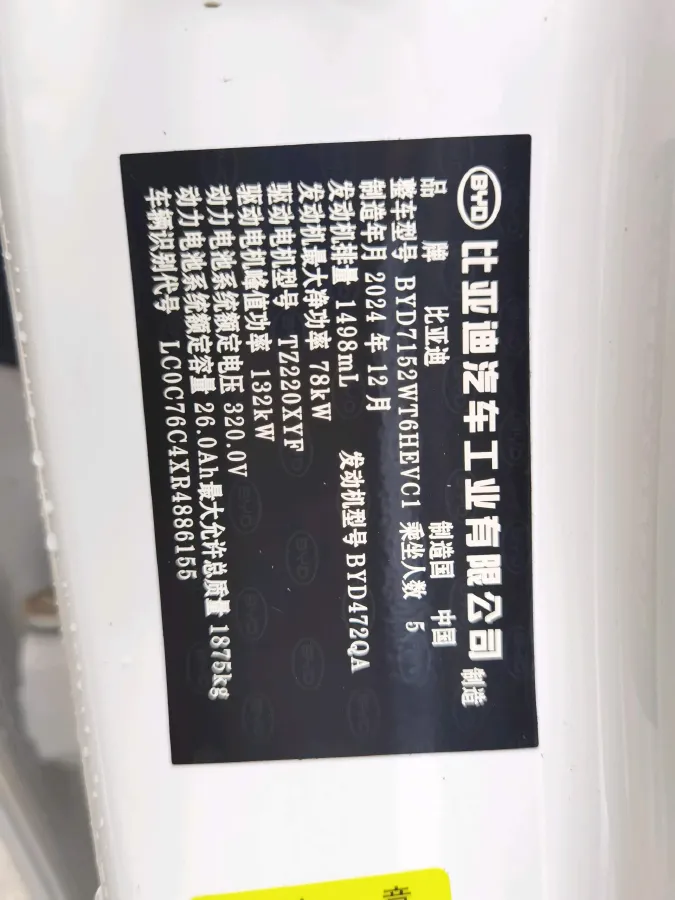 BYD 比亚迪汽车工业有限公司 制造
品牌 比亚迪 制造国 中国
整车型号 BYD7152WT6HEVC1 乘坐人数 5
制造年月 2024 年 12 月
发动机排量 1498mL 发动机型号 BYD472QA
发动机最大净功率 78kW
驱动电机型号 TZ220XYF
驱动电机峰值功率 132kW
动力电池系统额定电压 320.0V
动力电池系统额定容量 26.0Ah 最大允许总质量 1875kg
车辆识别代号 LC0C76C4XR4886155